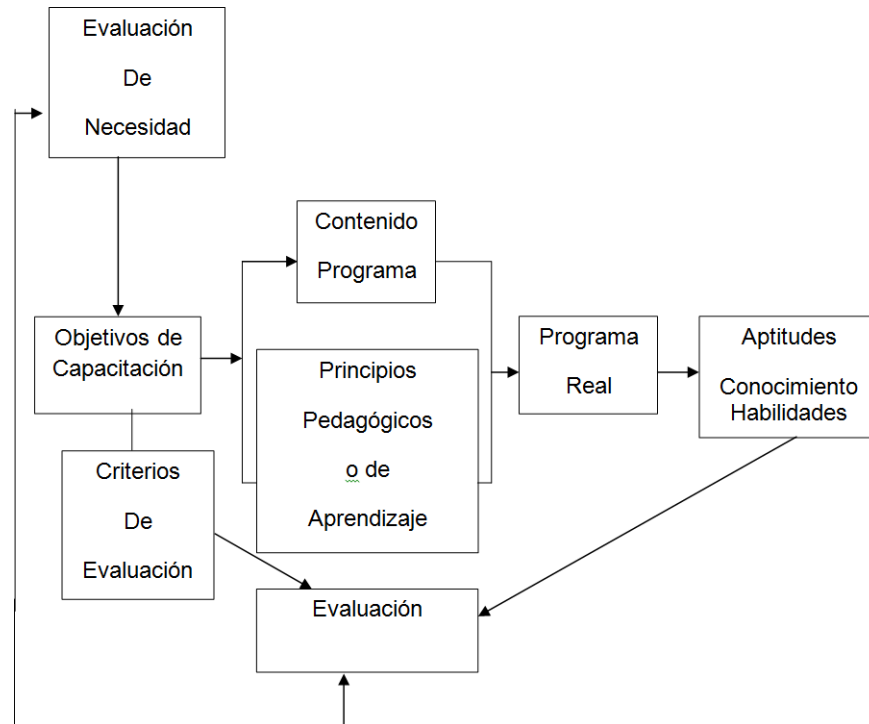 Evaluación
De
Necesidad
Contenido
Programa
Objetivos de
Capacitación
Principios
Pedagógicos
o de
Aprendizaje
Programa
Real
Aptitudes
Conocimiento
Habilidades
Criterios
De
Evaluación
Evaluación